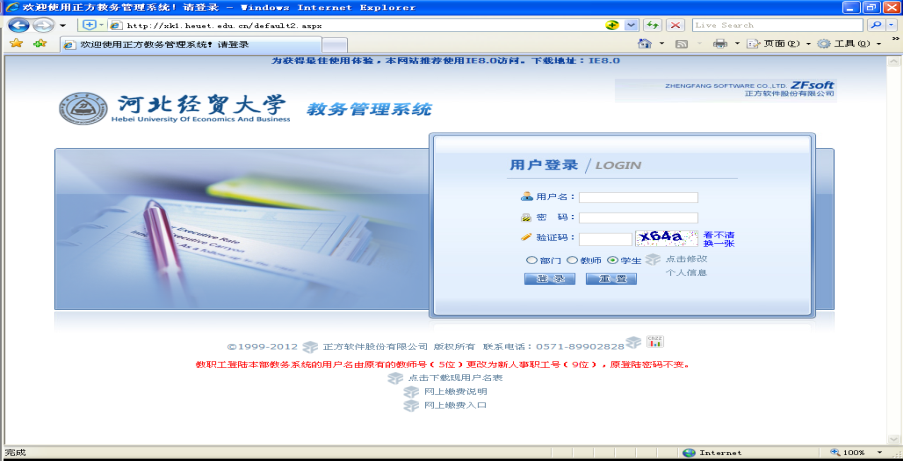 欢迎使用正方教务管理系统! 请登录 - Windows Internet Explorer
http://xk1.heuet.edu.cn/default2.aspx
Live Search
欢迎使用正方教务管理系统! 请登录
页面(P)
工具(O)
为获得最佳使用体验,本网站推荐使用IE8.0访问。下载地址:IE8.0
ZHENGFANG SOFTWARE CO.,LTD. ZFsoft
正方软件股份有限公司
河北经贸大学 教务管理系统
Hebei University Of Economics And Business
用户登录 / LOGIN
用户名:
密 码:
验证码: x64a 看不清
换一张
部门 教师 学生 点击修改
个人信息
登 录 重 置
Executive Rate
Executive Carryon
As a follow up to the
©1999-2012 正方软件股份有限公司 版权所有 联系电话:0571-89902828
教职工登陆本部教务系统的用户名由原有的教师号(5位)更改为新人事职工号(9位),原登陆密码不变。
点击下载现用户名表
网上缴费说明
网上缴费入口
完成
Internet
100%